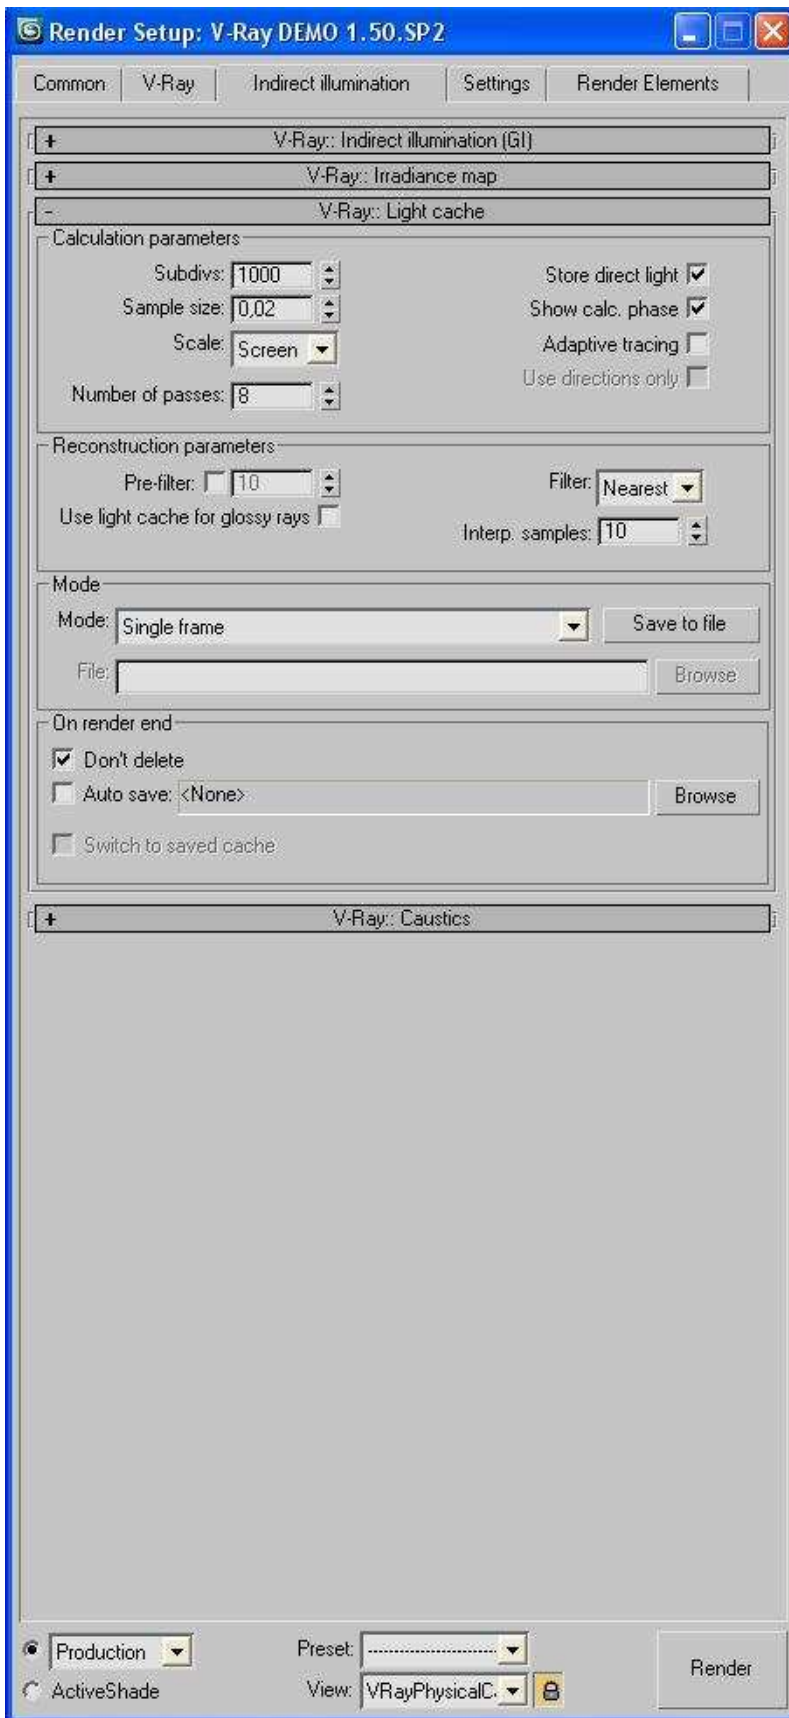 Render Setup: V-Ray DEMO 1.50.SP2
Common V-Ray Indirect illumination Settings Render Elements
+ V-Ray:: Indirect illumination (GI)
+ V-Ray:: Irradiance map
- V-Ray:: Light cache
Calculation parameters
Subdivs: 1000 Store direct light
Sample size: 0,02 Show calc. phase
Scale: Screen Adaptive tracing
Use directions only
Number of passes: 8
Reconstruction parameters
Pre-filter: 10 Filter: Nearest
Use light cache for glossy rays
Interp. samples: 10
Mode
Mode: Single frame Save to file
File: Browse
On render end
Don't delete
Auto save: <None> Browse
Switch to saved cache
+ V-Ray:: Caustics
Production Preset: -------------------------
Render
ActiveShade View: VRayPhysicalC